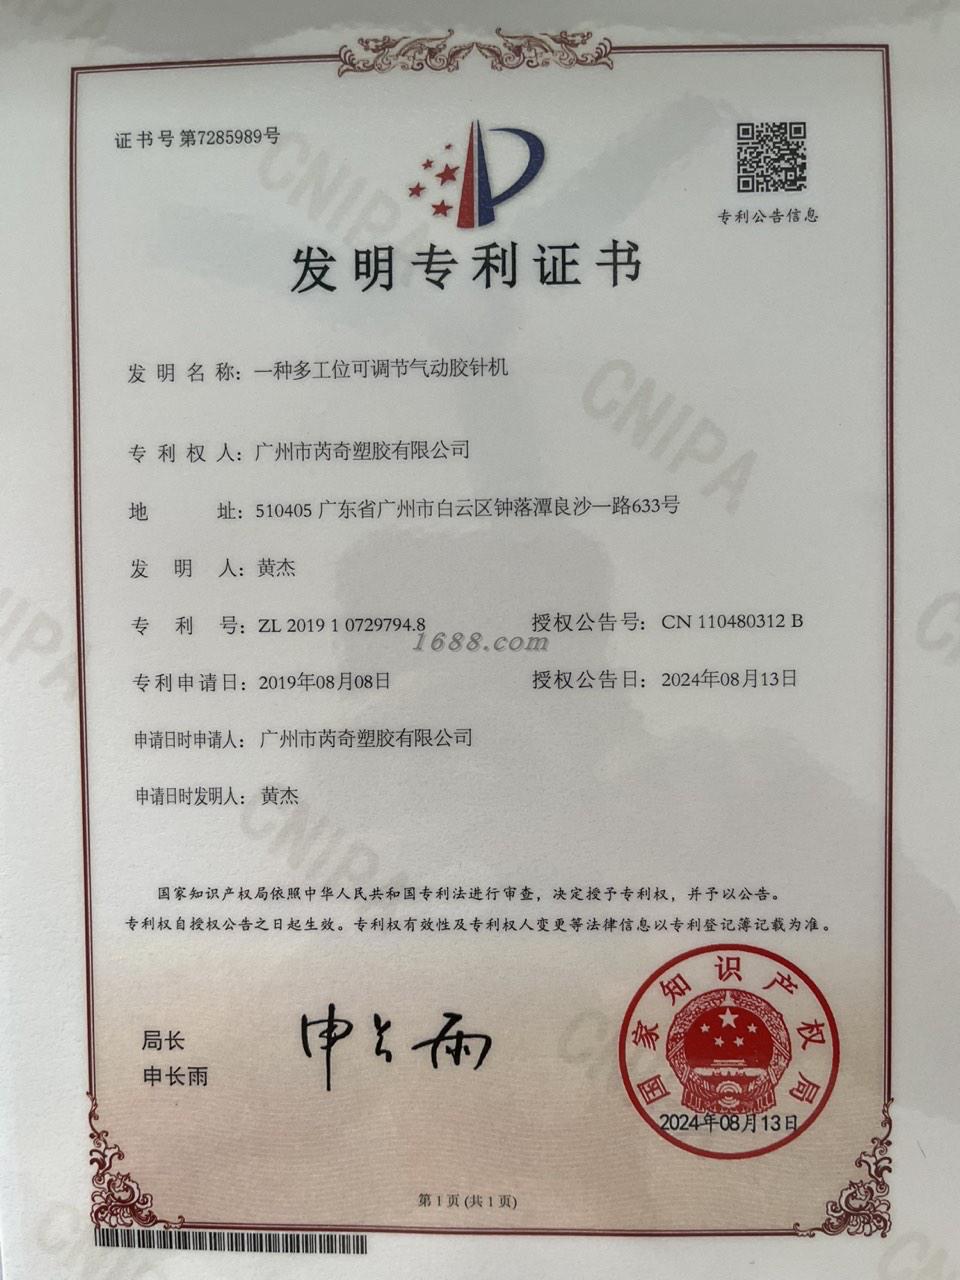 证书号第7285989号
专利公告信息
发明专利证书
发明名称：一种多工位可调节气动胶针机
专利权人：广州市芮奇塑胶有限公司
地址：510405 广东省广州市白云区钟落潭良沙一路633号
发明人：黄杰
专利号：ZL 2019 1 0729794.8 授权公告号：CN 110480312 B
1688.com
专利申请日：2019年08月08日 授权公告日：2024年08月13日
申请日时申请人：广州市芮奇塑胶有限公司
申请日时发明人：黄杰
国家知识产权局依照中华人民共和国专利法进行审查，决定授予专利权，并予以公告。
专利权自授权公告之日起生效。专利权有效性及专利权人变更等法律信息以专利登记簿记载为准。
局长
申长雨
申长雨
国家知识产权局
2024年08月13日
第 1 页 (共 1 页)
CNIPA
CNIPA
CNIPA